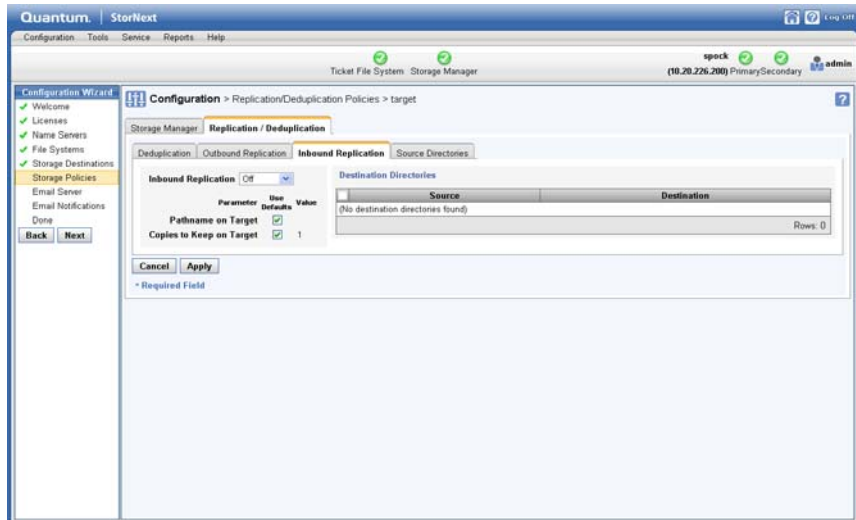 Quantum. StorNext Log Off
Configuration Tools Service Reports Help
Ticket File System Storage Manager
spock
(10.20.226.200) Primary Secondary admin
Configuration Wizard
Welcome
Licenses
Name Servers
File Systems
Storage Destinations
Storage Policies
Email Server
Email Notifications
Done
Back Next
Configuration > Replication/Deduplication Policies > target
?
Storage Manager Replication / Deduplication
Deduplication Outbound Replication Inbound Replication Source Directories
Inbound Replication Off
Parameter Use Defaults Value
Pathname on Target
Copies to Keep on Target 1
Destination Directories
Source Destination
(No destination directories found)
Rows: 0
Cancel Apply
* Required Field